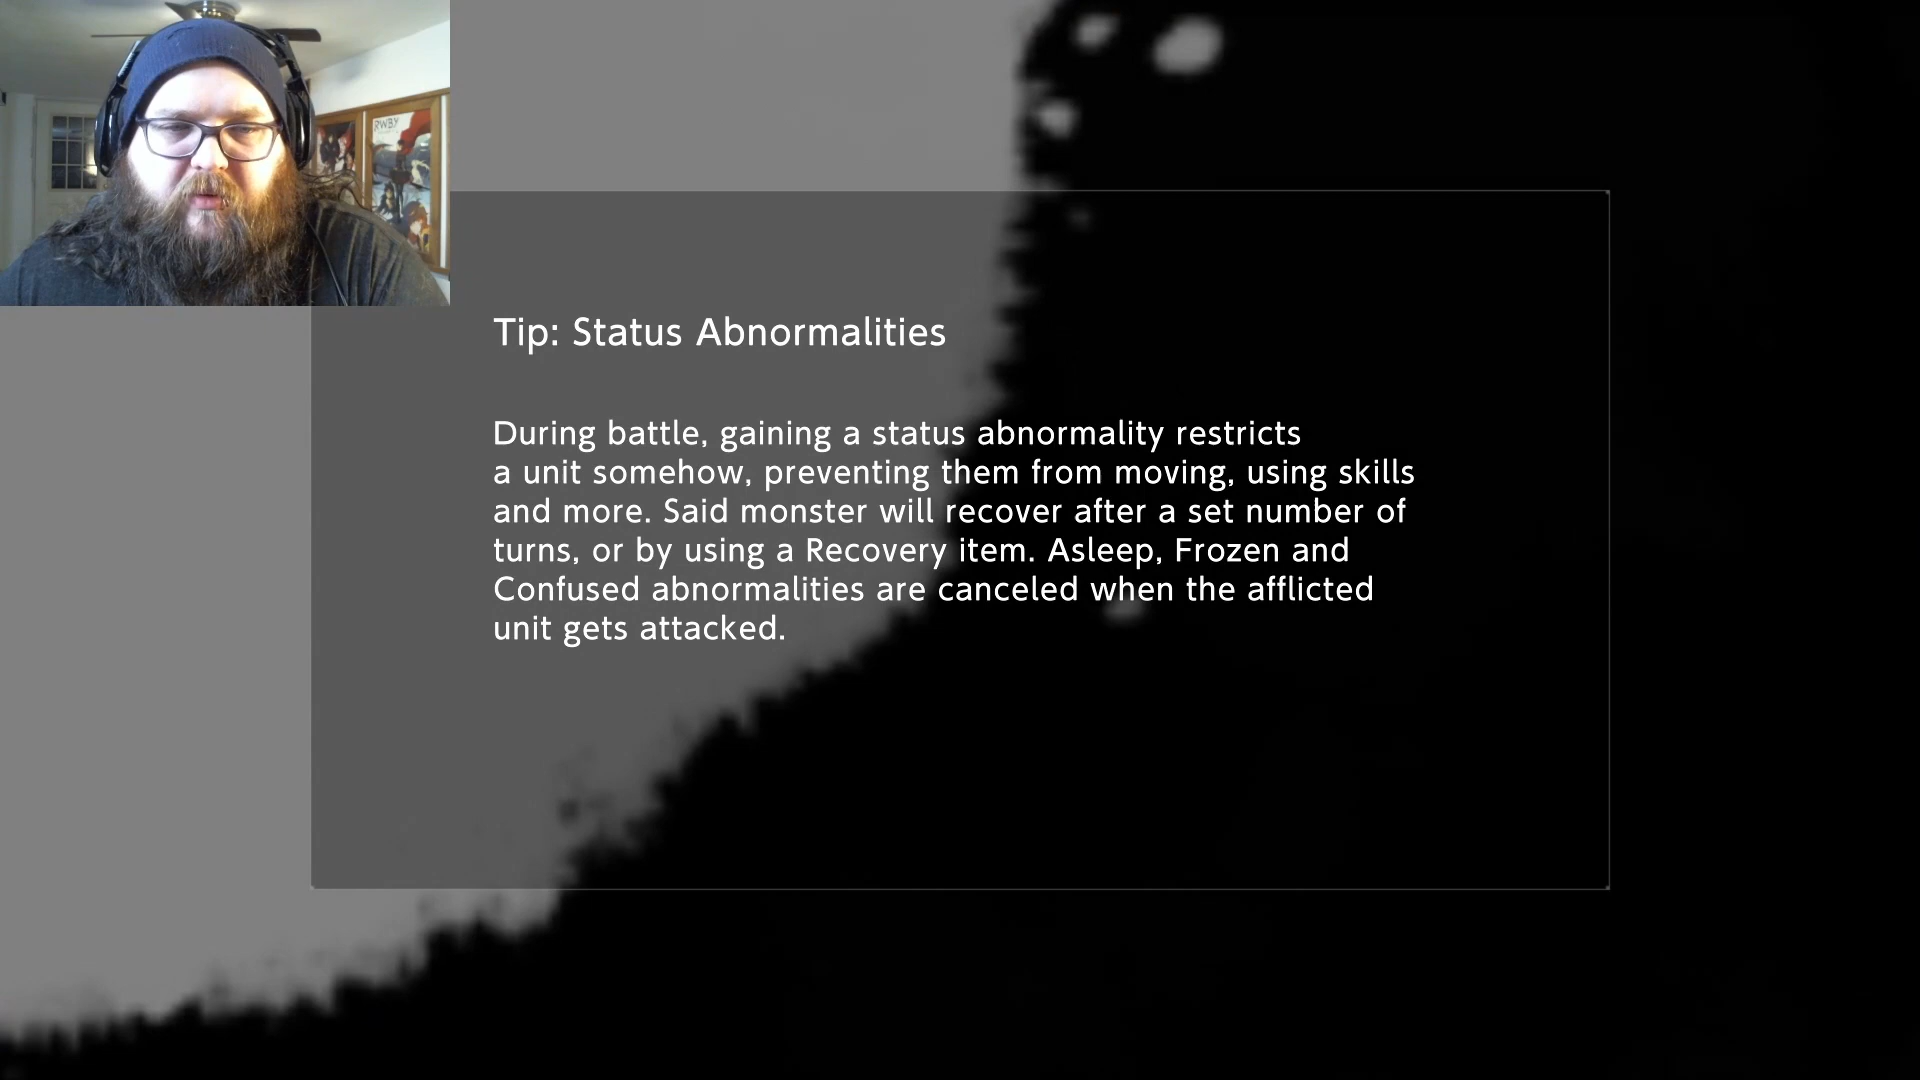 RWBY
Tip: Status Abnormalities
During battle, gaining a status abnormality restricts
a unit somehow, preventing them from moving, using skills
and more. Said monster will recover after a set number of
turns, or by using a Recovery item. Asleep, Frozen and
Confused abnormalities are canceled when the afflicted
unit gets attacked.